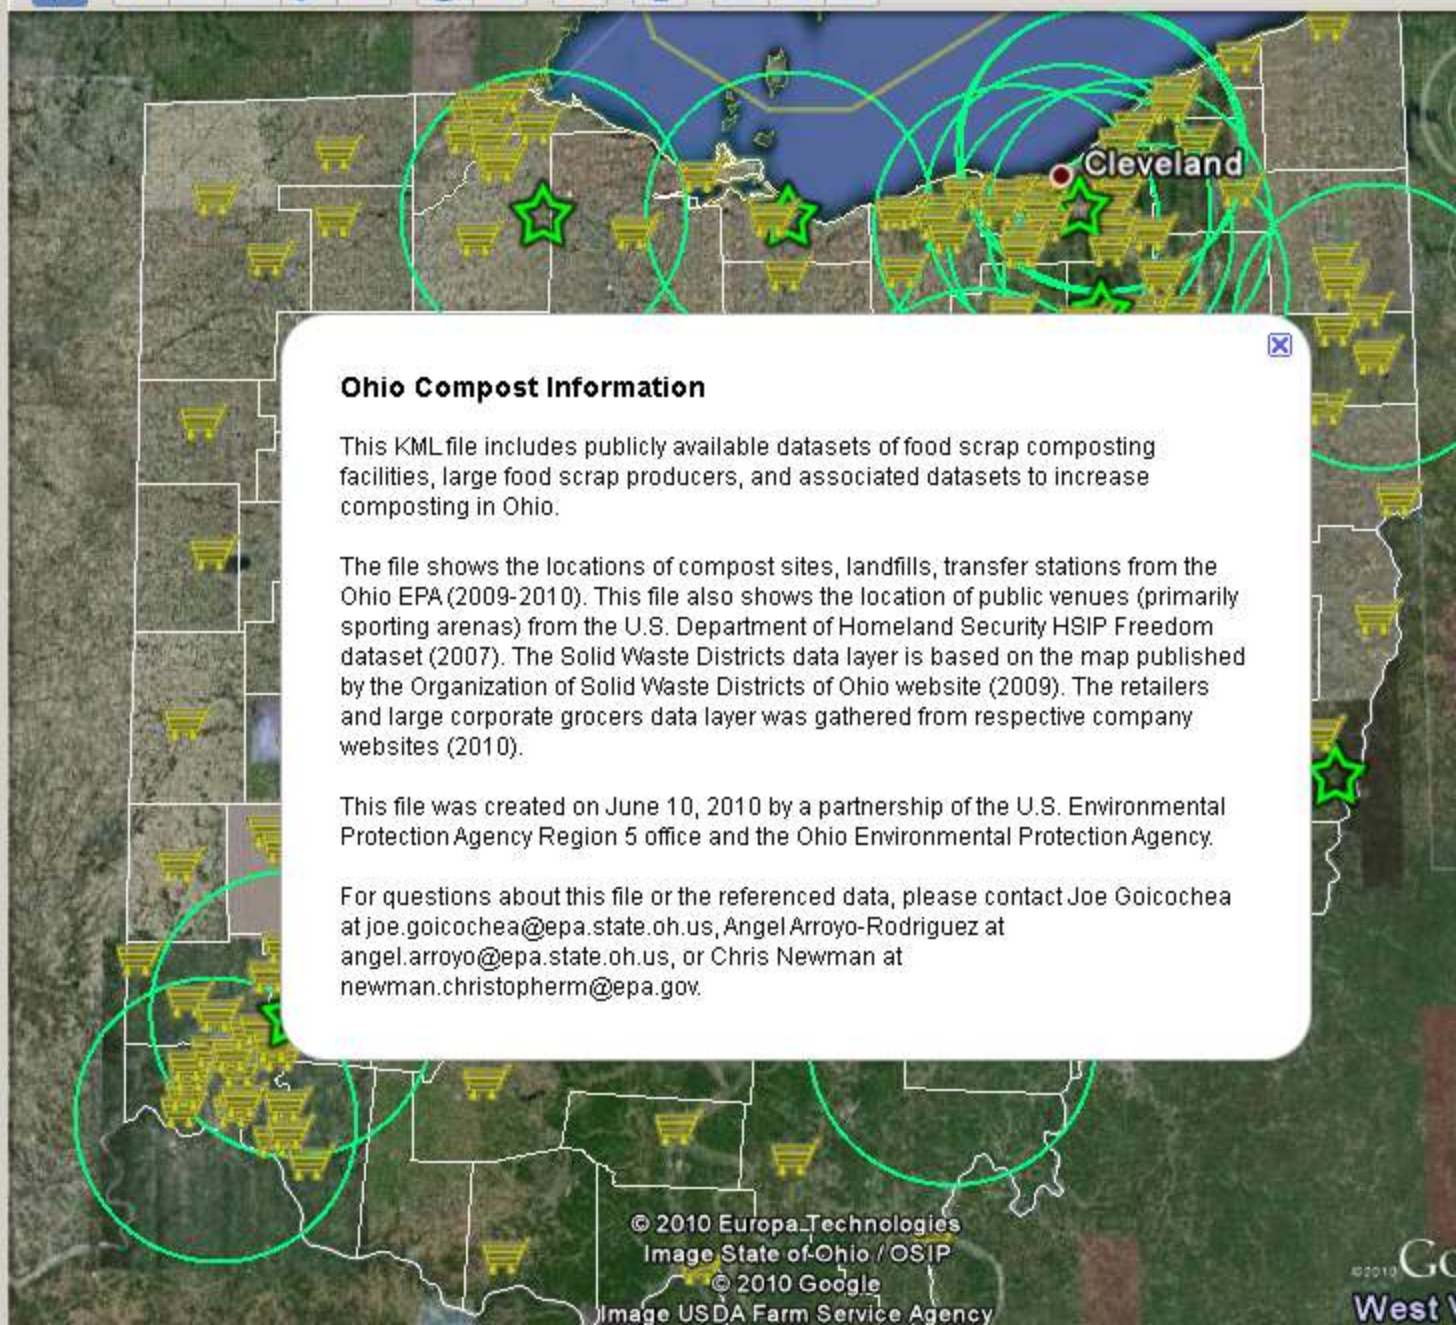 Cleveland
Ohio Compost Information
This KML file includes publicly available datasets of food scrap composting
facilities, large food scrap producers, and associated datasets to increase
composting in Ohio.
The file shows the locations of compost sites, landfills, transfer stations from the
Ohio EPA (2009-2010). This file also shows the location of public venues (primarily
sporting arenas) from the U.S. Department of Homeland Security HSIP Freedom
dataset (2007). The Solid Waste Districts data layer is based on the map published
by the Organization of Solid Waste Districts of Ohio website (2009). The retailers
and large corporate grocers data layer was gathered from respective company
websites (2010).
This file was created on June 10, 2010 by a partnership of the U.S. Environmental
Protection Agency Region 5 office and the Ohio Environmental Protection Agency.
For questions about this file or the referenced data, please contact Joe Goicochea
at joe.goicochea@epa.state.oh.us, Angel Arroyo-Rodriguez at
angel.arroyo@epa.state.oh.us, or Chris Newman at
newman.christopherm@epa.gov.
© 2010 Europa Technologies
Image State of Ohio / OSIP
© 2010 Google
Image USDA Farm Service Agency
©2010 Go
West